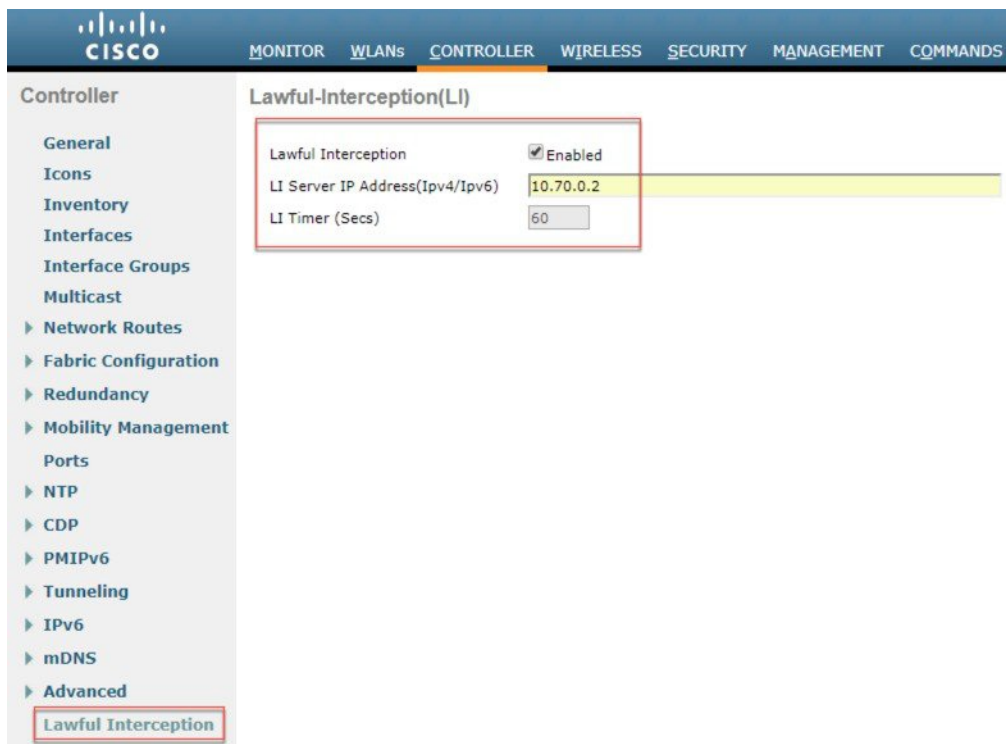 CISCO
MONITOR WLANs CONTROLLER WIRELESS SECURITY MANAGEMENT COMMANDS
Controller
General
Icons
Inventory
Interfaces
Interface Groups
Multicast
Network Routes
Fabric Configuration
Redundancy
Mobility Management
Ports
NTP
CDP
PMIPv6
Tunneling
IPv6
mDNS
Advanced
Lawful Interception
Lawful-Interception(LI)
Lawful Interception Enabled
LI Server IP Address(Ipv4/Ipv6) 10.70.0.2
LI Timer (Secs) 60